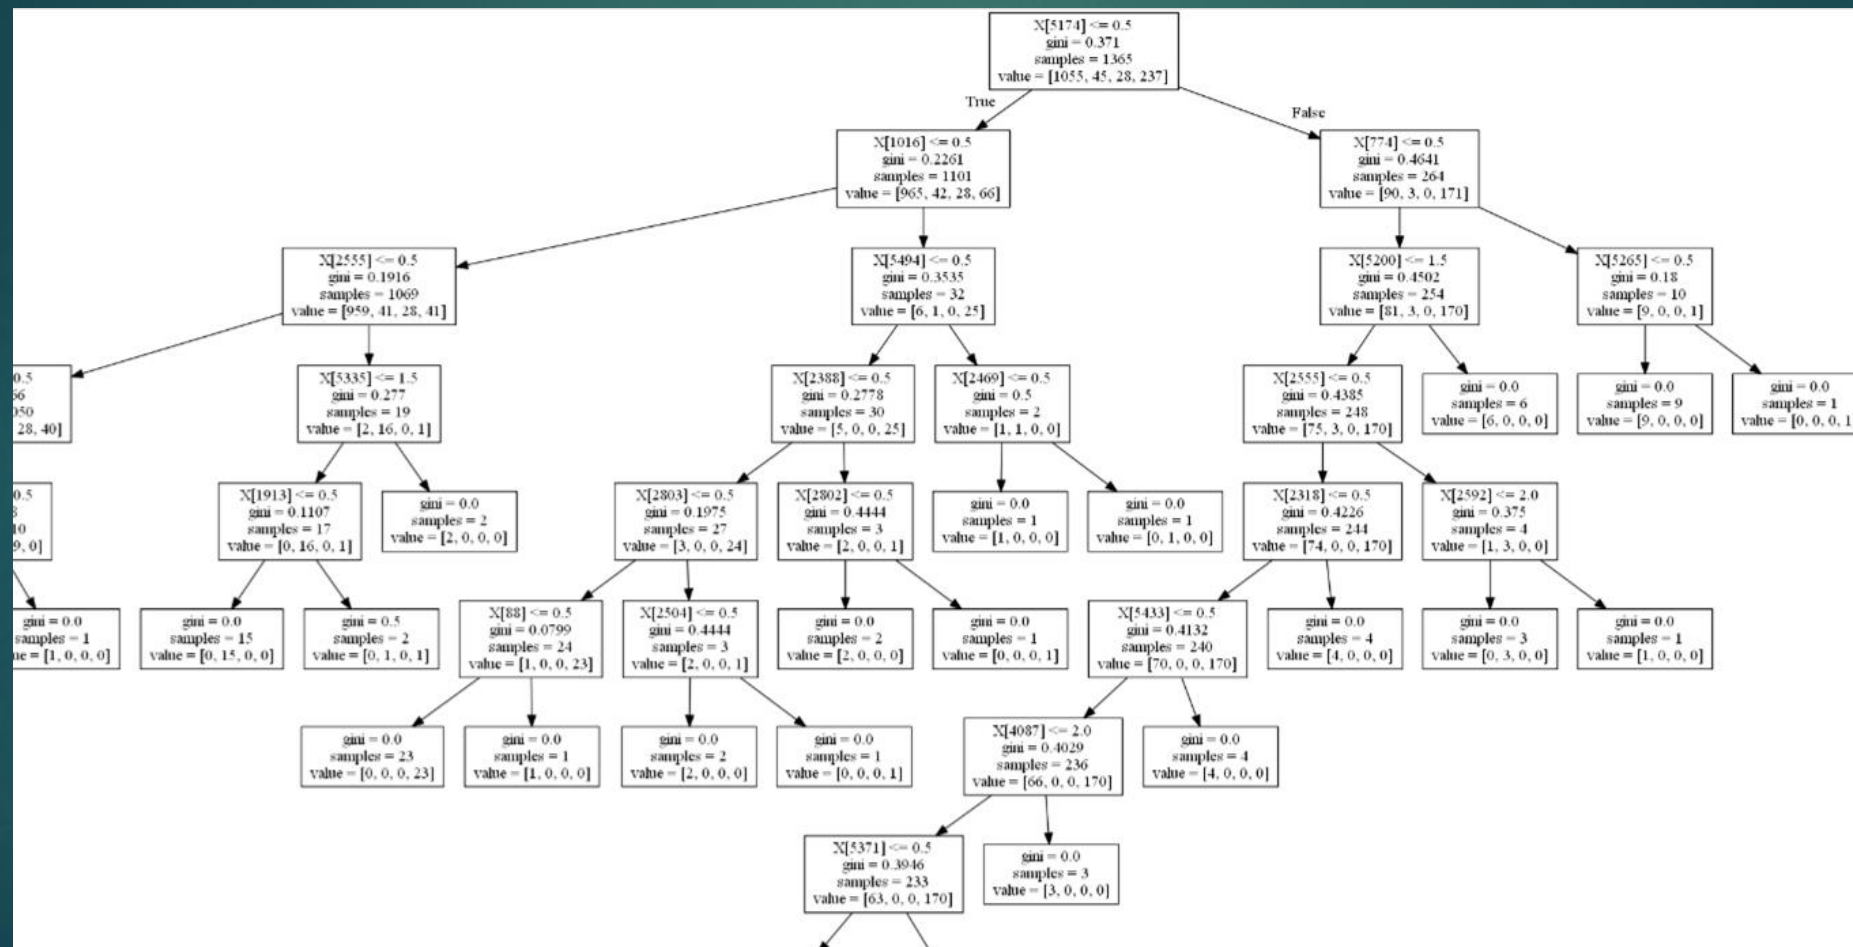 X[5174] <= 0.5
gini = 0.371
samples = 1365
value = [1055, 45, 28, 237]
True
False
X[1016] <= 0.5
gini = 0.2261
samples = 1101
value = [965, 42, 28, 66]
X[774] <= 0.5
gini = 0.4641
samples = 264
value = [90, 3, 0, 171]
X[2555] <= 0.5
gini = 0.1916
samples = 1069
value = [959, 41, 28, 41]
X[5494] <= 0.5
gini = 0.3535
samples = 32
value = [6, 1, 0, 25]
X[5200] <= 1.5
gini = 0.4502
samples = 254
value = [81, 3, 0, 170]
X[5265] <= 0.5
gini = 0.18
samples = 10
value = [9, 0, 0, 1]
0.5
66
050
28, 40]
X[5335] <= 1.5
gini = 0.277
samples = 19
value = [2, 16, 0, 1]
X[2388] <= 0.5
gini = 0.2778
samples = 30
value = [5, 0, 0, 25]
X[2469] <= 0.5
gini = 0.5
samples = 2
value = [1, 1, 0, 0]
X[2555] <= 0.5
gini = 0.4385
samples = 248
value = [75, 3, 0, 170]
gini = 0.0
samples = 6
value = [6, 0, 0, 0]
gini = 0.0
samples = 9
value = [9, 0, 0, 0]
gini = 0.0
samples = 1
value = [0, 0, 0, 1
0.5
8
10
9, 0]
X[1913] <= 0.5
gini = 0.1107
samples = 17
value = [0, 16, 0, 1]
gini = 0.0
samples = 2
value = [2, 0, 0, 0]
X[2803] <= 0.5
gini = 0.1975
samples = 27
value = [3, 0, 0, 24]
X[2802] <= 0.5
gini = 0.4444
samples = 3
value = [2, 0, 0, 1]
gini = 0.0
samples = 1
value = [1, 0, 0, 0]
gini = 0.0
samples = 1
value = [0, 1, 0, 0]
X[2318] <= 0.5
gini = 0.4226
samples = 244
value = [74, 0, 0, 170]
X[2592] <= 2.0
gini = 0.375
samples = 4
value = [1, 3, 0, 0]
gini = 0.0
samples = 1
ue = [1, 0, 0, 0]
gini = 0.0
samples = 15
value = [0, 15, 0, 0]
gini = 0.5
samples = 2
value = [0, 1, 0, 1]
X[88] <= 0.5
gini = 0.0799
samples = 24
value = [1, 0, 0, 23]
X[2504] <= 0.5
gini = 0.4444
samples = 3
value = [2, 0, 0, 1]
gini = 0.0
samples = 2
value = [2, 0, 0, 0]
gini = 0.0
samples = 1
value = [0, 0, 0, 1]
X[5433] <= 0.5
gini = 0.4132
samples = 240
value = [70, 0, 0, 170]
gini = 0.0
samples = 4
value = [4, 0, 0, 0]
gini = 0.0
samples = 3
value = [0, 3, 0, 0]
gini = 0.0
samples = 1
value = [1, 0, 0, 0]
gini = 0.0
samples = 23
value = [0, 0, 0, 23]
gini = 0.0
samples = 1
value = [1, 0, 0, 0]
gini = 0.0
samples = 2
value = [2, 0, 0, 0]
gini = 0.0
samples = 1
value = [0, 0, 0, 1]
X[4087] <= 2.0
gini = 0.4029
samples = 236
value = [66, 0, 0, 170]
gini = 0.0
samples = 4
value = [4, 0, 0, 0]
X[5371] <= 0.5
gini = 0.3946
samples = 233
value = [63, 0, 0, 170]
gini = 0.0
samples = 3
value = [3, 0, 0, 0]